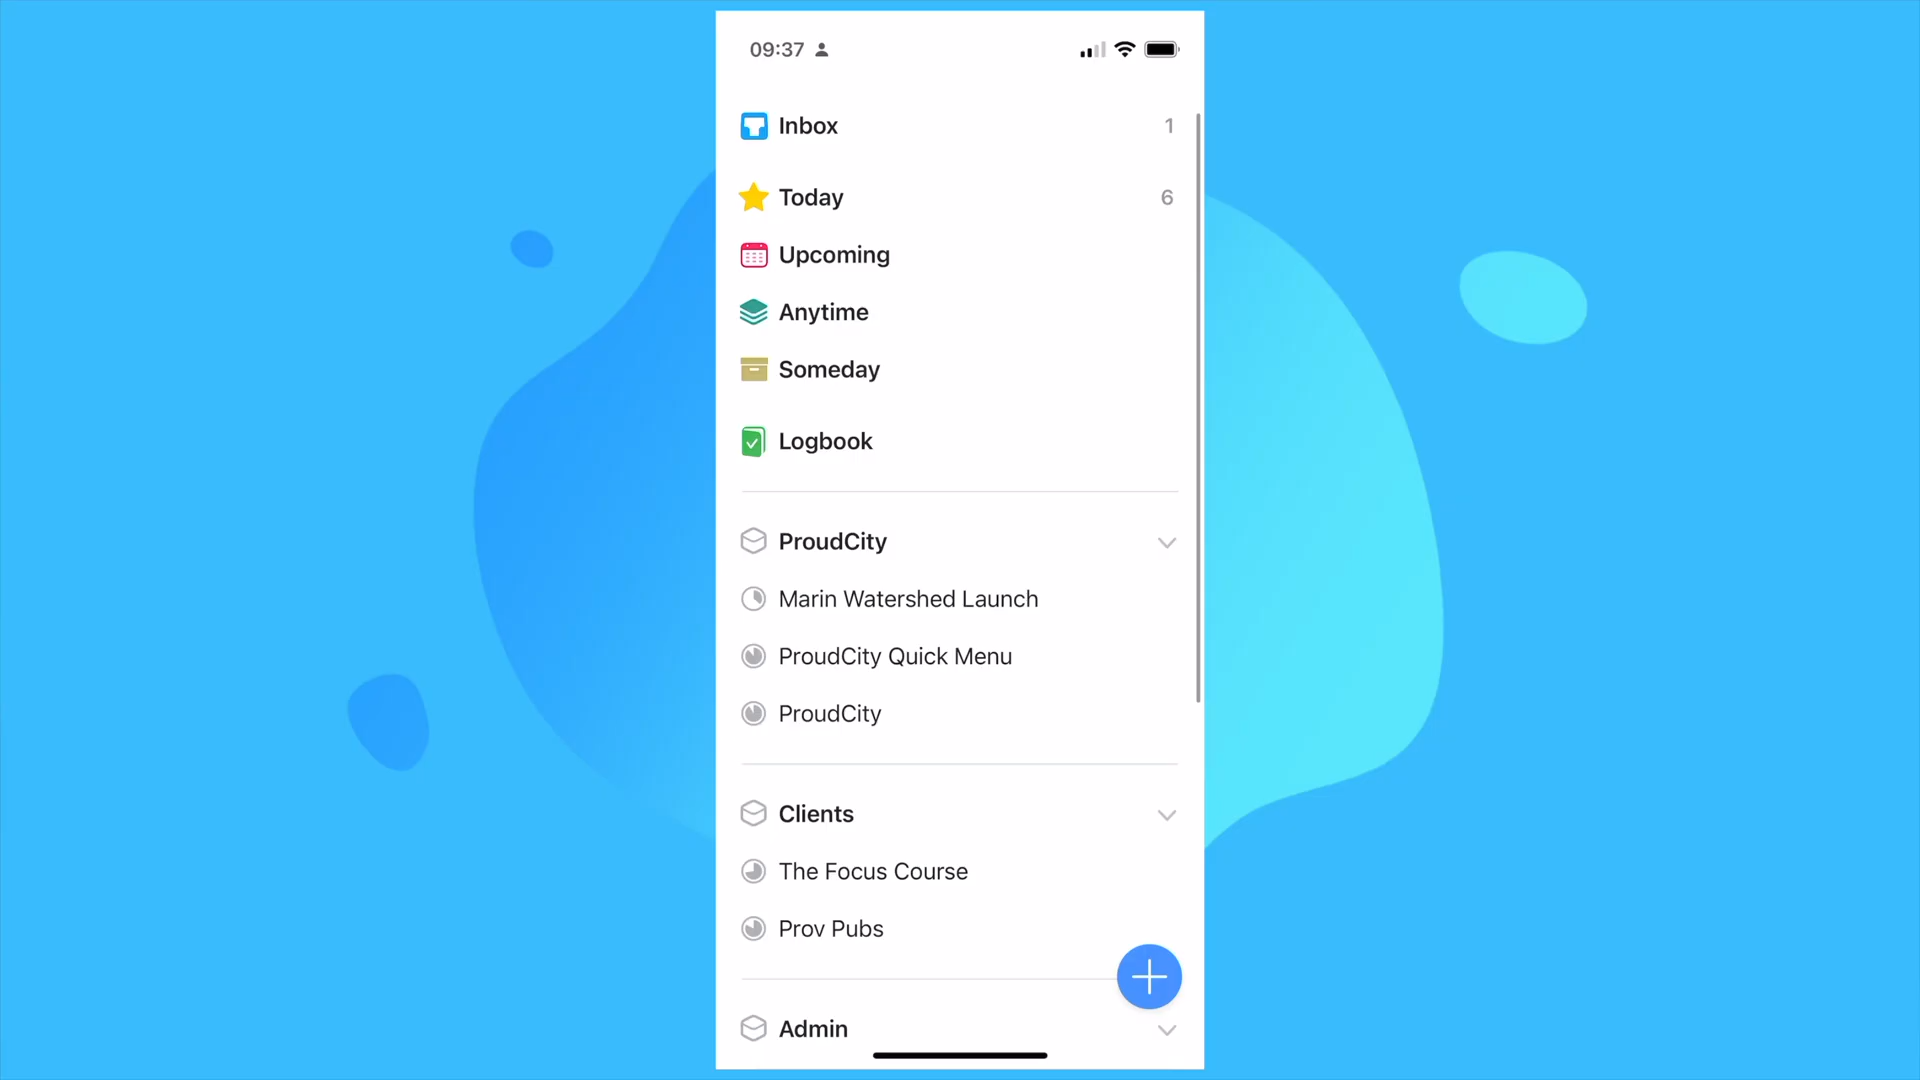 09:37
Inbox 1
Today 6
Upcoming
Anytime
Someday
Logbook
ProudCity
Marin Watershed Launch
ProudCity Quick Menu
ProudCity
Clients
The Focus Course
Prov Pubs
Admin